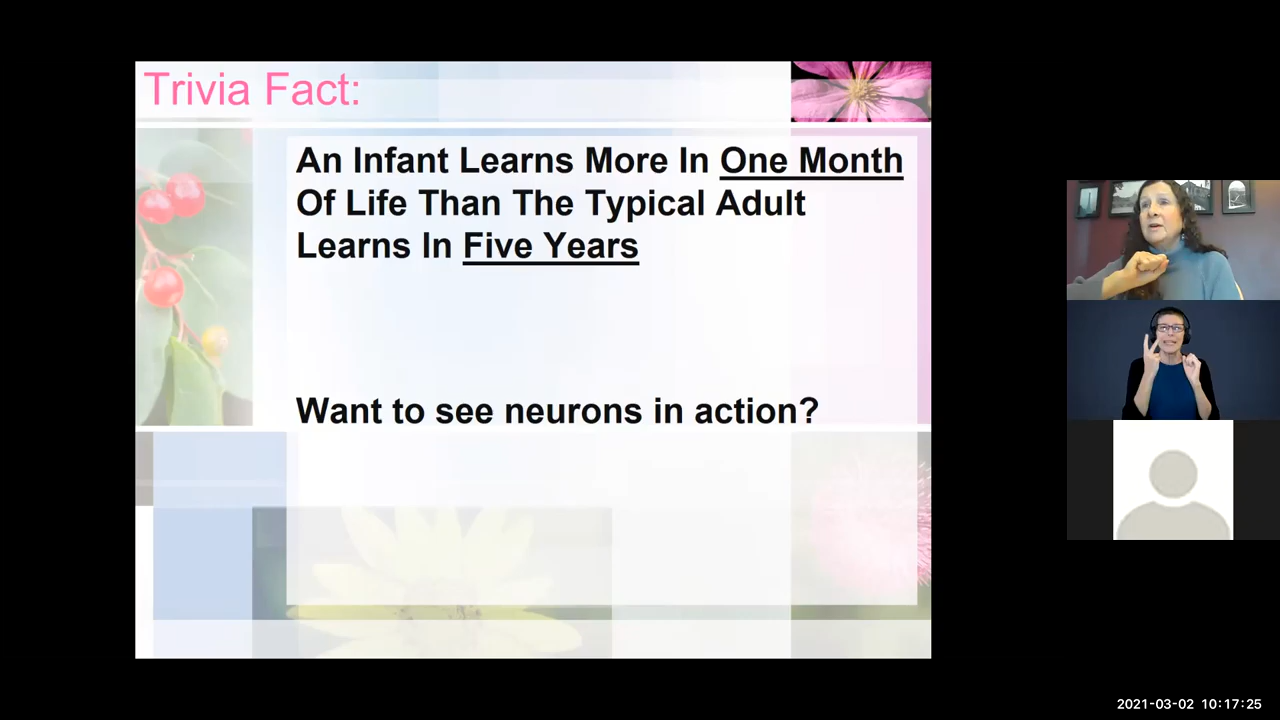 Trivia Fact:
An Infant Learns More In One Month
Of Life Than The Typical Adult
Learns In Five Years
Want to see neurons in action?
2021-03-02 10:17:25